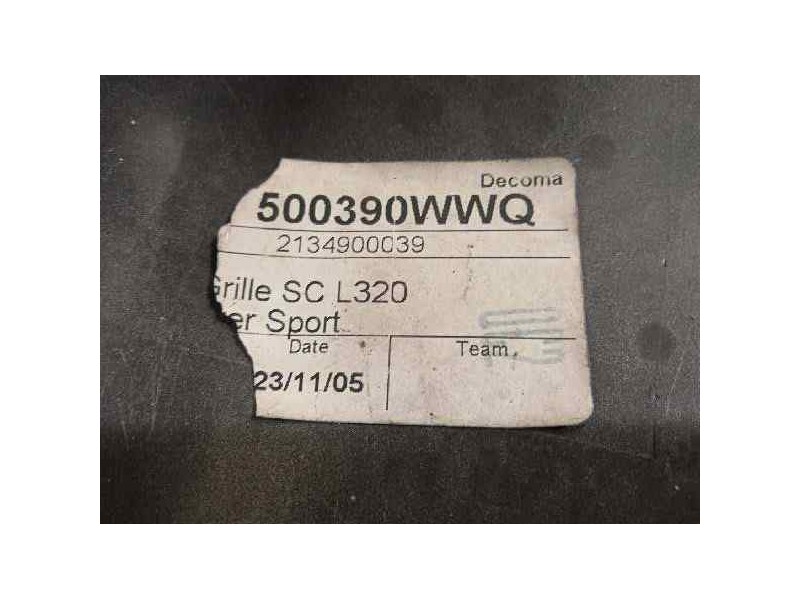 Decoma
500390WWQ
2134900039
Grille SC L320
er Sport
Date Team
23/11/05